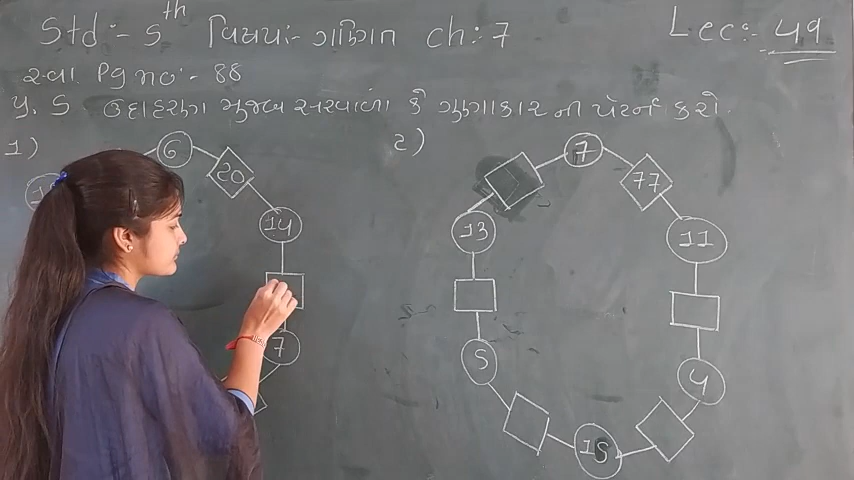 Std :- 5th વિષય:- ગણિત ch:- 7 Lec:- 49
સ્વા. Pg no :- 88
પ્ર. 5 ઉદાહરણ મુજબ સરવાળા કે ગુણાકાર ની પેટર્ન કરો.
1) 2)
6 20 14 7
7 77 11 4 15 5 13